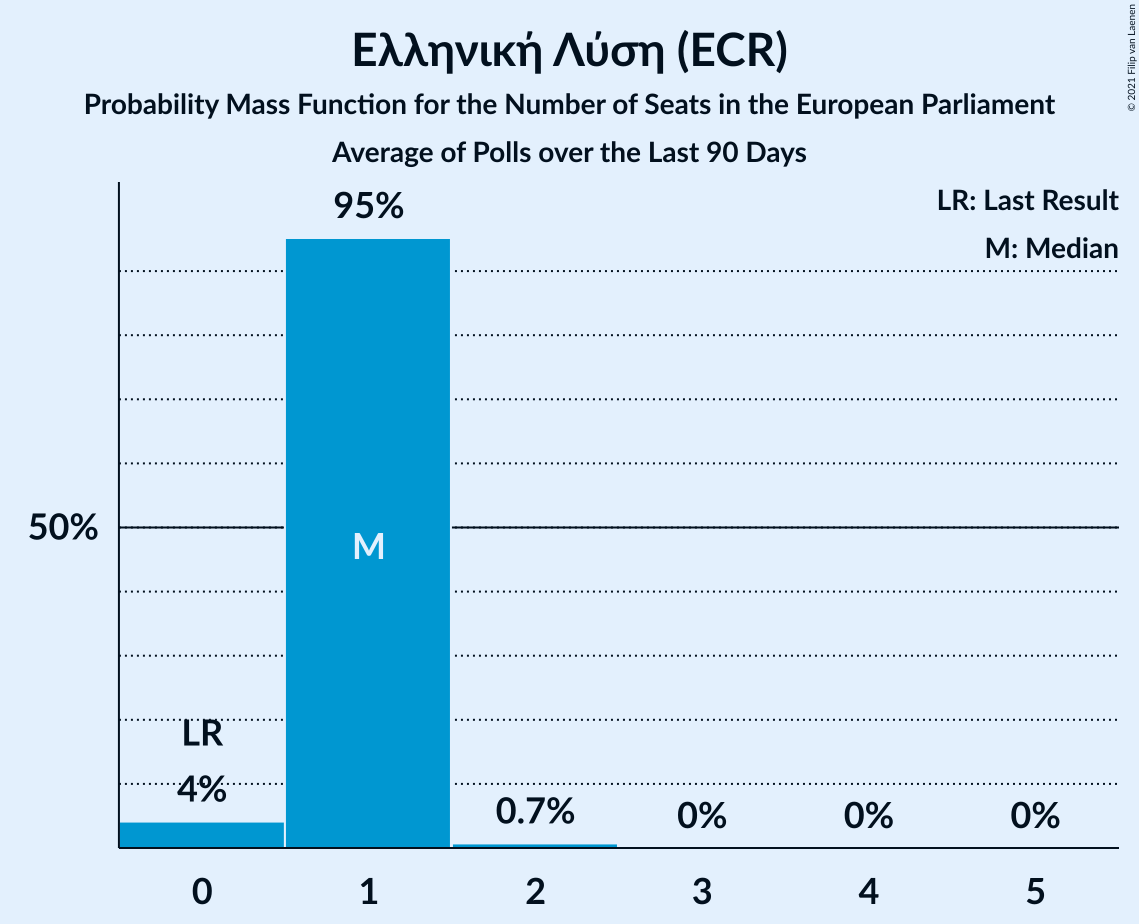 Ελληνική Λύση (ECR)
Probability Mass Function for the Number of Seats in the European Parliament
Average of Polls over the Last 90 Days
© 2021 Filip van Laenen
LR: Last Result
M: Median
95%
50%
M
LR
4%
0.7%
0%
0%
0%
0
1
2
3
4
5